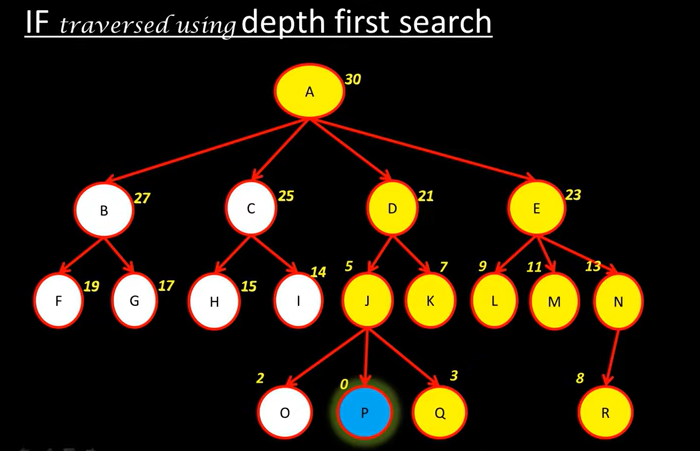 IF traversed using depth first search
A 30
B 27 C 25 D 21 E 23
F 19 G 17 H 15 I 14 J 5 K 7 L 9 M 11 N 13
O 2 P 0 Q 3 R 8